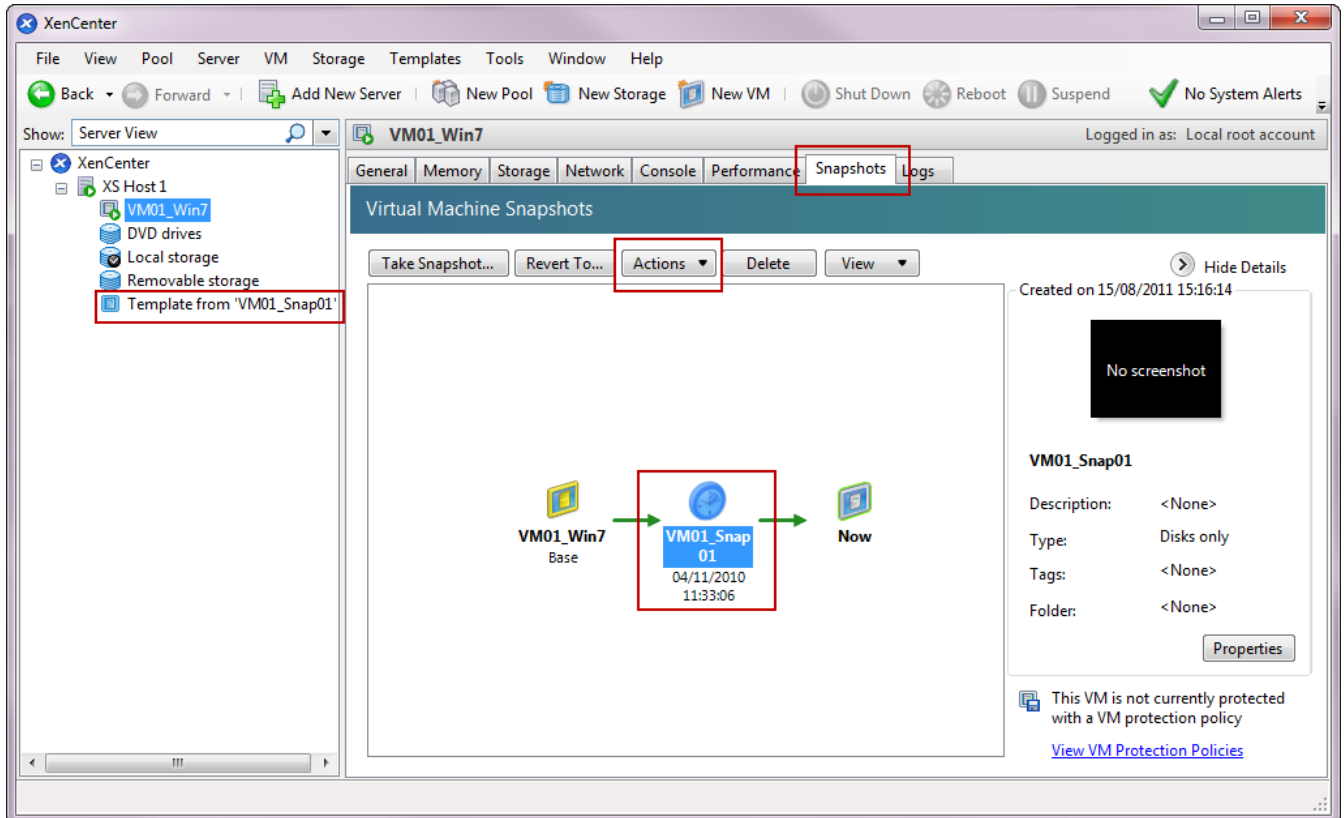 XenCenter
File View Pool Server VM Storage Templates Tools Window Help
Back Forward Add New Server New Pool New Storage New VM Shut Down Reboot Suspend No System Alerts
Show: Server View
VM01_Win7 Logged in as: Local root account
XenCenter
XS Host 1
VM01_Win7
DVD drives
Local storage
Removable storage
Template from 'VM01_Snap01'
General Memory Storage Network Console Performance Snapshots Logs
Virtual Machine Snapshots
Take Snapshot... Revert To... Actions Delete View Hide Details
VM01_Win7
Base
VM01_Snap
01
04/11/2010
11:33:06
Now
Created on 15/08/2011 15:16:14
No screenshot
VM01_Snap01
Description: <None>
Type: Disks only
Tags: <None>
Folder: <None>
Properties
This VM is not currently protected
with a VM protection policy
View VM Protection Policies